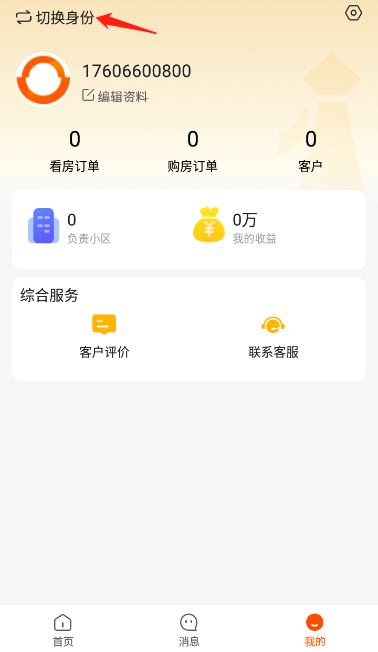 切换身份
17606600800
编辑资料
0 0 0
看房订单 购房订单 客户
0 0万
负责小区 我的收益
综合服务
客户评价 联系客服
首页 消息 我的